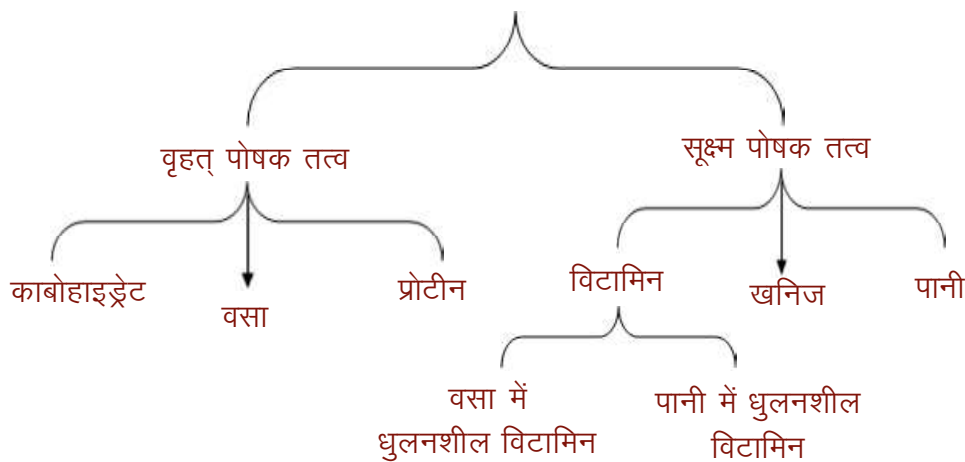 वृहत् पोषक तत्व
सूक्ष्म पोषक तत्व
काबोहाइड्रेट
वसा
प्रोटीन
विटामिन
खनिज
पानी
वसा में
धुलनशील विटामिन
पानी में धुलनशील
विटामिन